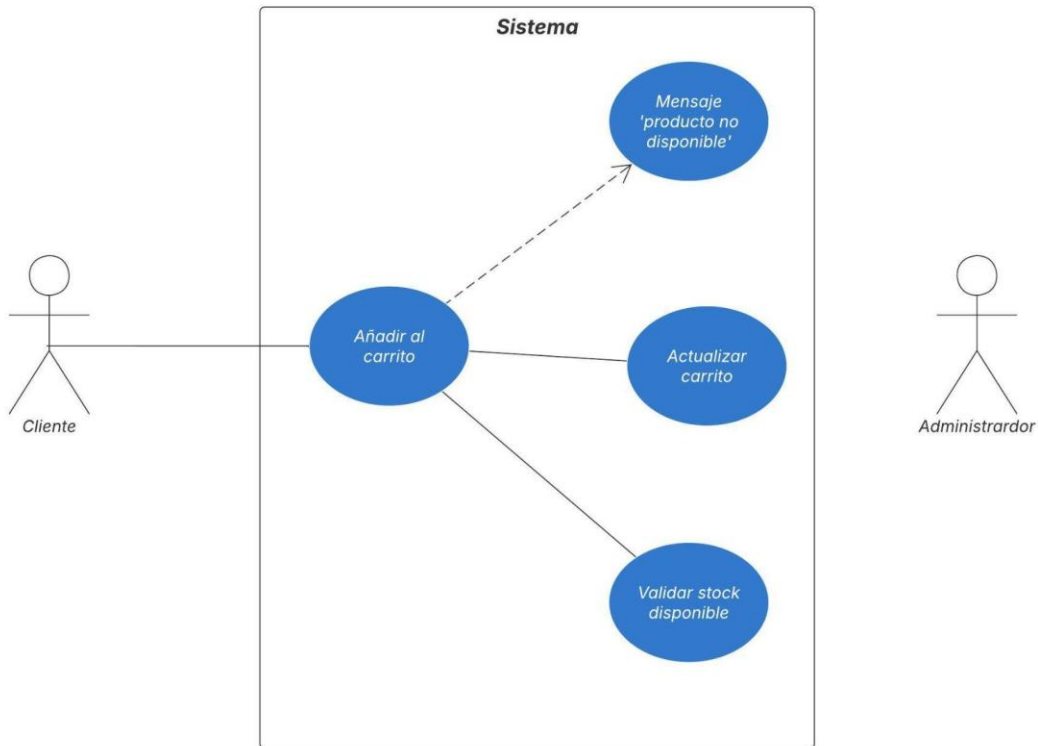 Sistema
Mensaje
'producto no
disponible'
Añadir al
carrito
Actualizar
carrito
Cliente
Administrardor
Validar stock
disponible